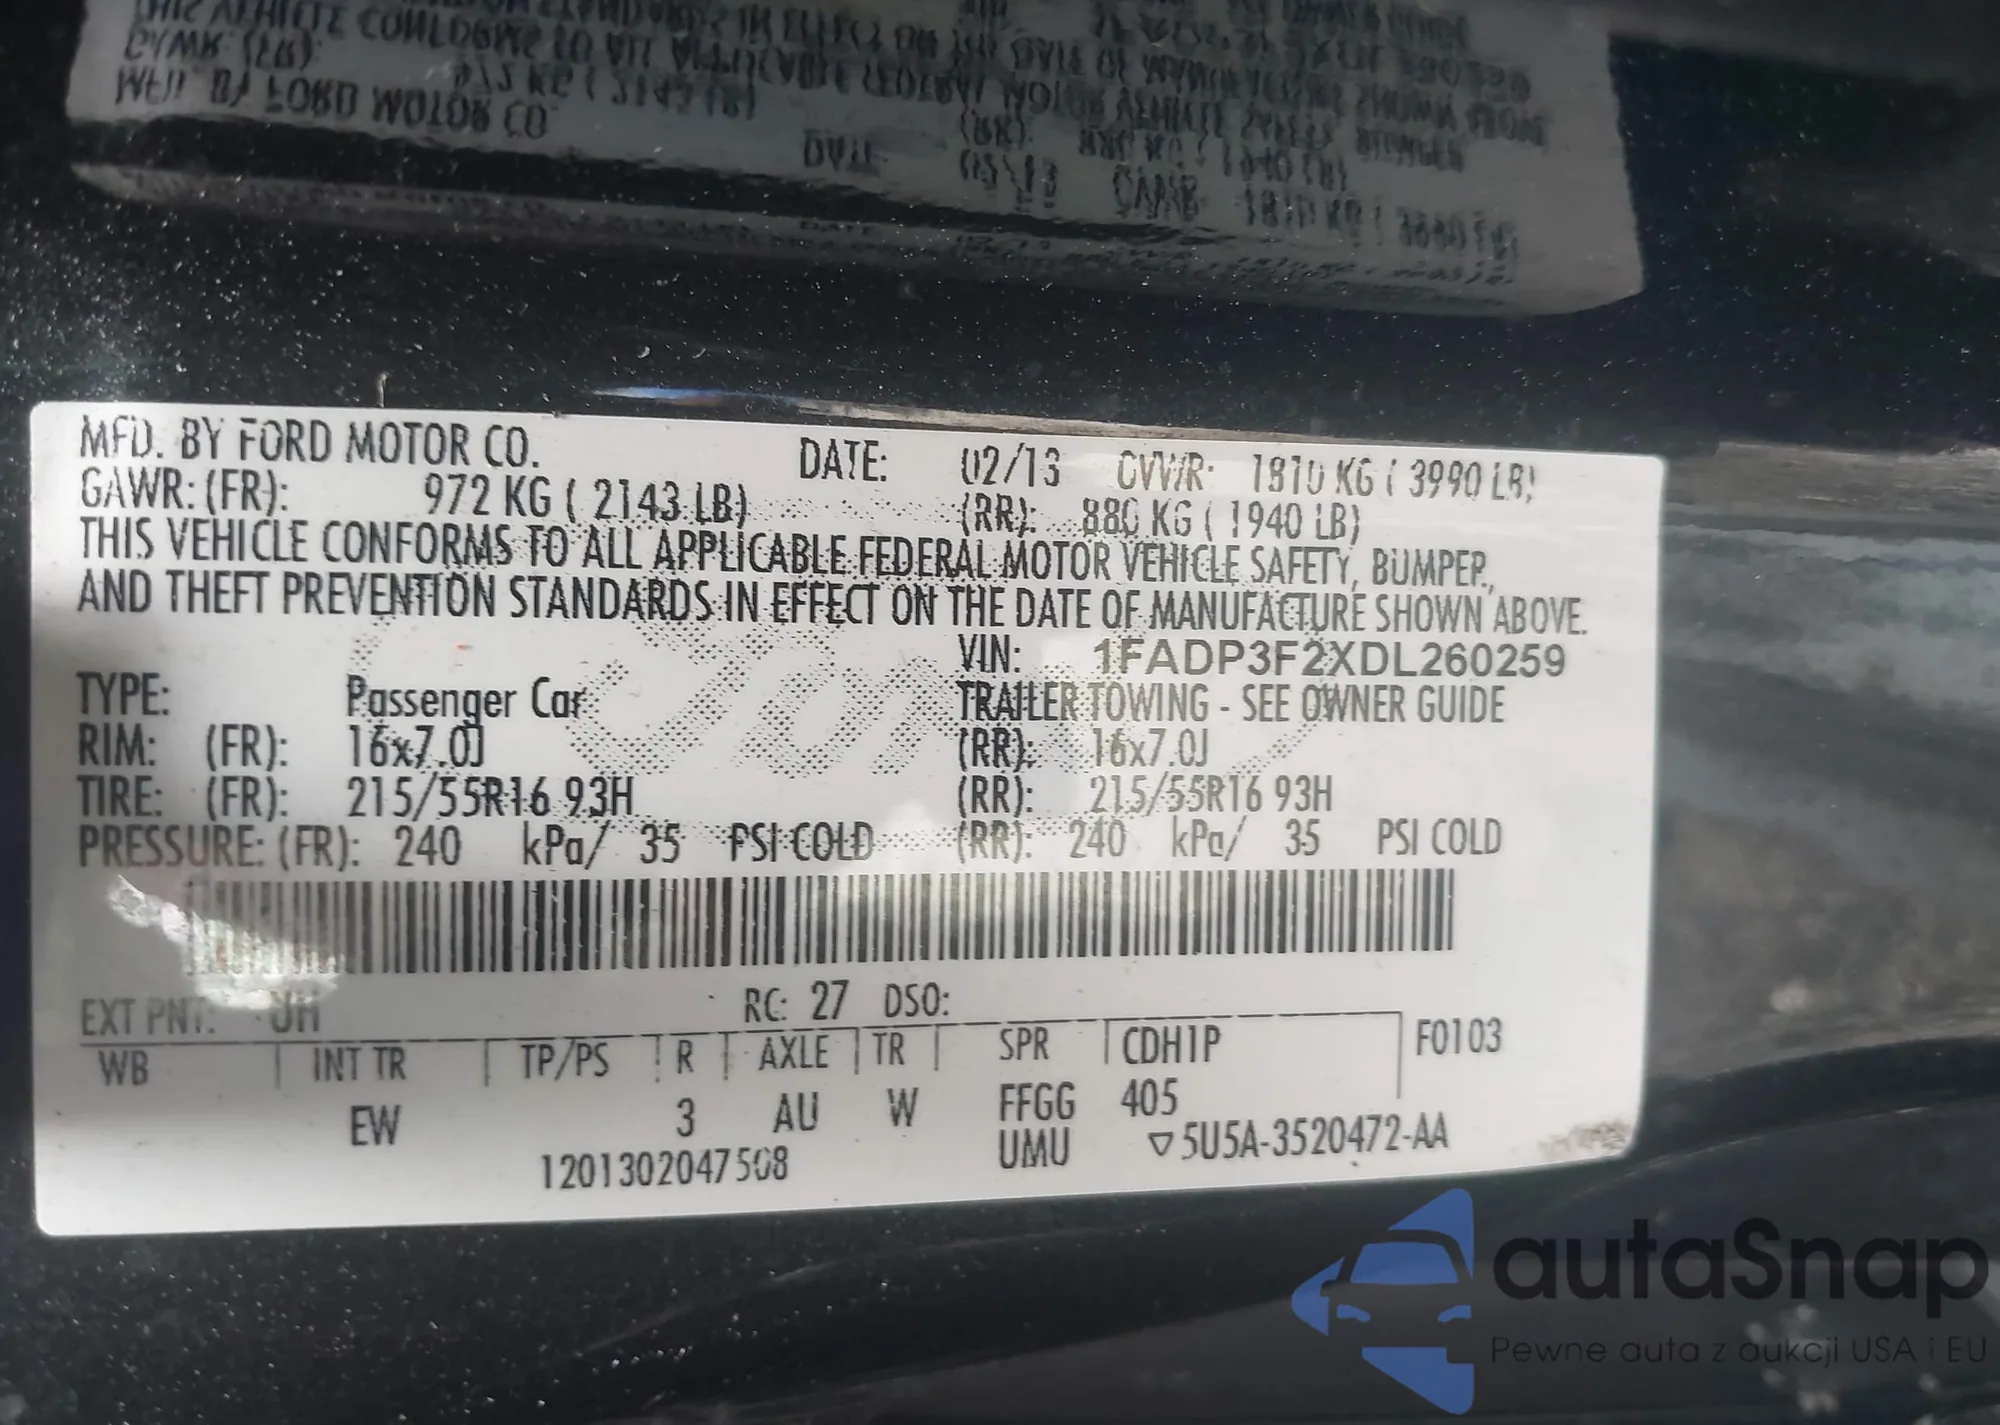 MFD. BY FORD MOTOR CO. DATE: 02/13 GVWR: 1810 KG ( 3990 LB)
GAWR: (FR): 972 KG ( 2143 LB) (RR): 880 KG ( 1940 LB)
THIS VEHICLE CONFORMS TO ALL APPLICABLE FEDERAL MOTOR VEHICLE SAFETY, BUMPER,
AND THEFT PREVENTION STANDARDS IN EFFECT ON THE DATE OF MANUFACTURE SHOWN ABOVE.
VIN: 1FADP3F2XDL260259
TYPE: Passenger Car TRAILER TOWING - SEE OWNER GUIDE
RIM: (FR): 16x7.0J (RR): 16x7.0J
TIRE: (FR): 215/55R16 93H (RR): 215/55R16 93H
PRESSURE: (FR): 240 kPa/ 35 PSI COLD (RR): 240 kPa/ 35 PSI COLD
EXT PNT: UH RC: 27 DSO:
WB INT TR TP/PS R AXLE TR SPR CDH1P F0103
EW 3 AU W FFGG 405
1201302047508 UMU ▽5U5A-3520472-AA
autaSnap
Pewne auta z aukcji USA i EU